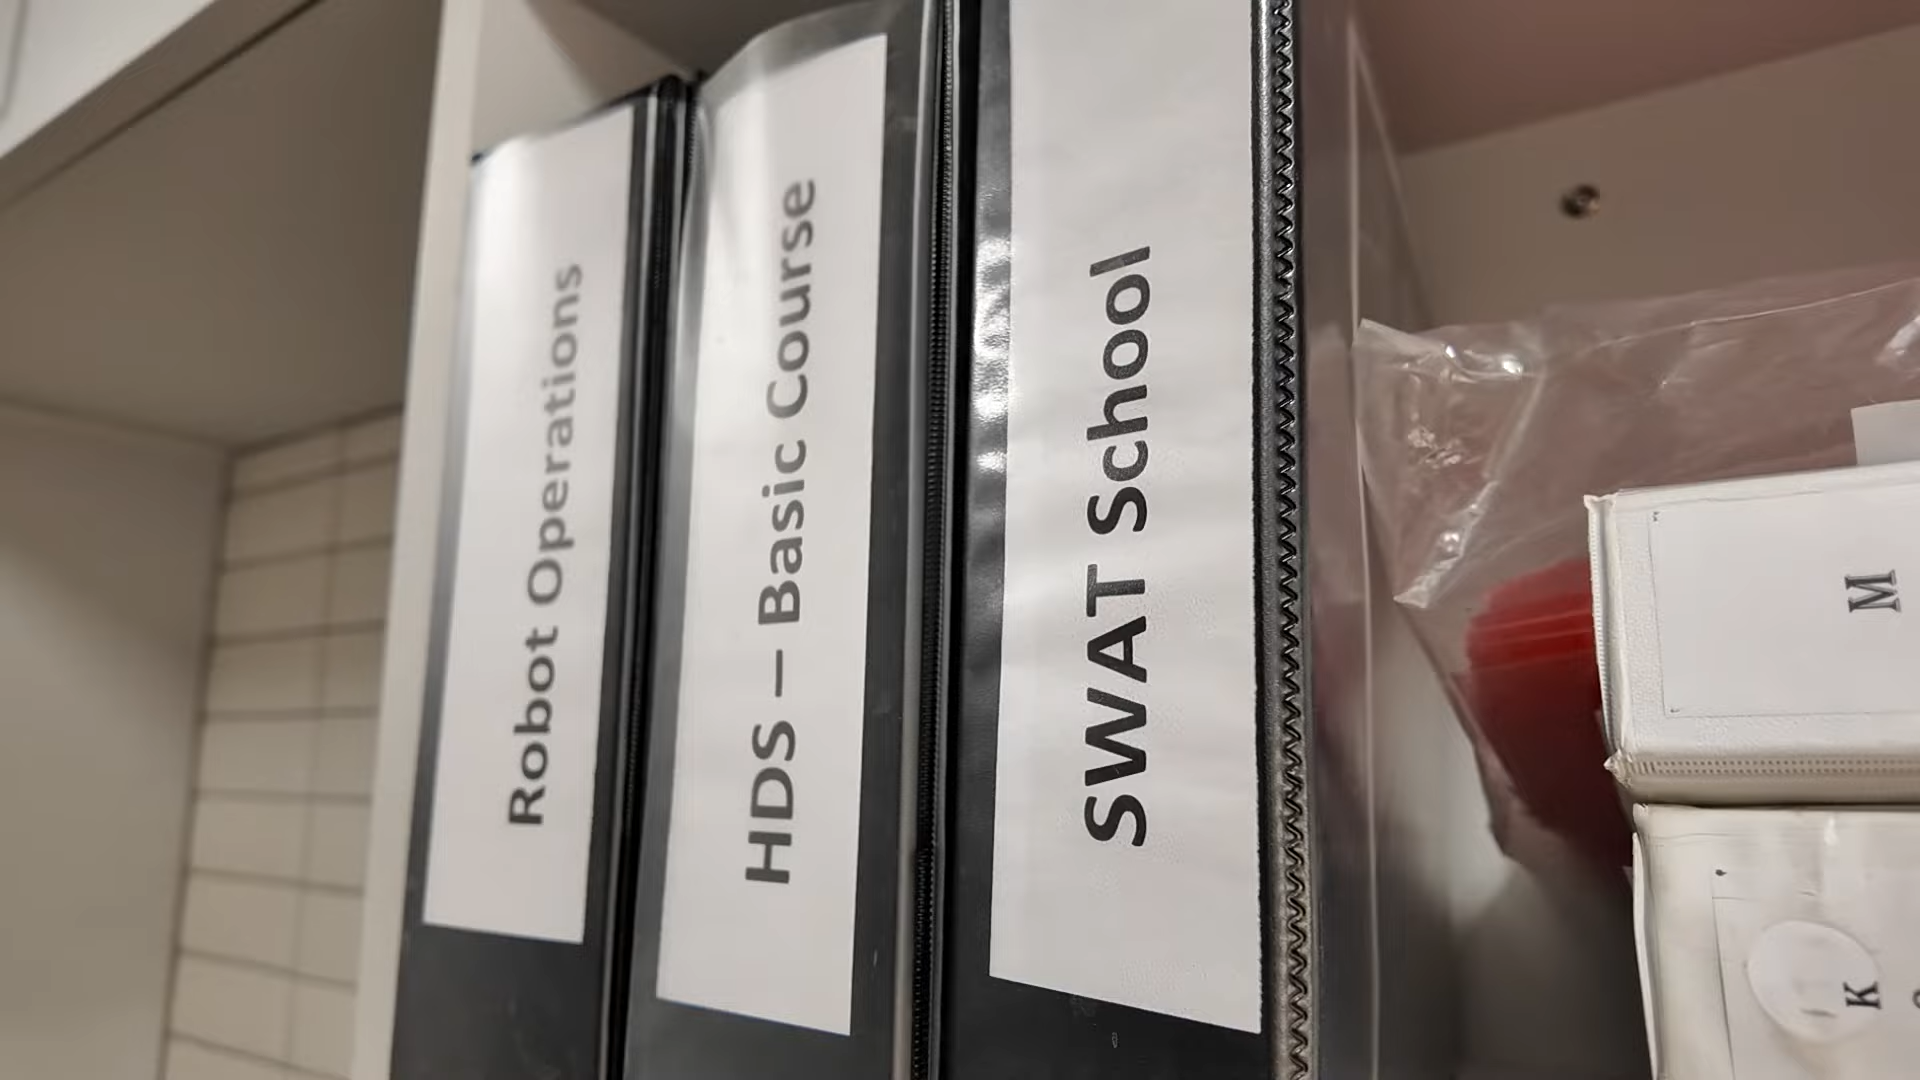 Robot Operations
HDS – Basic Course
SWAT School
M
K